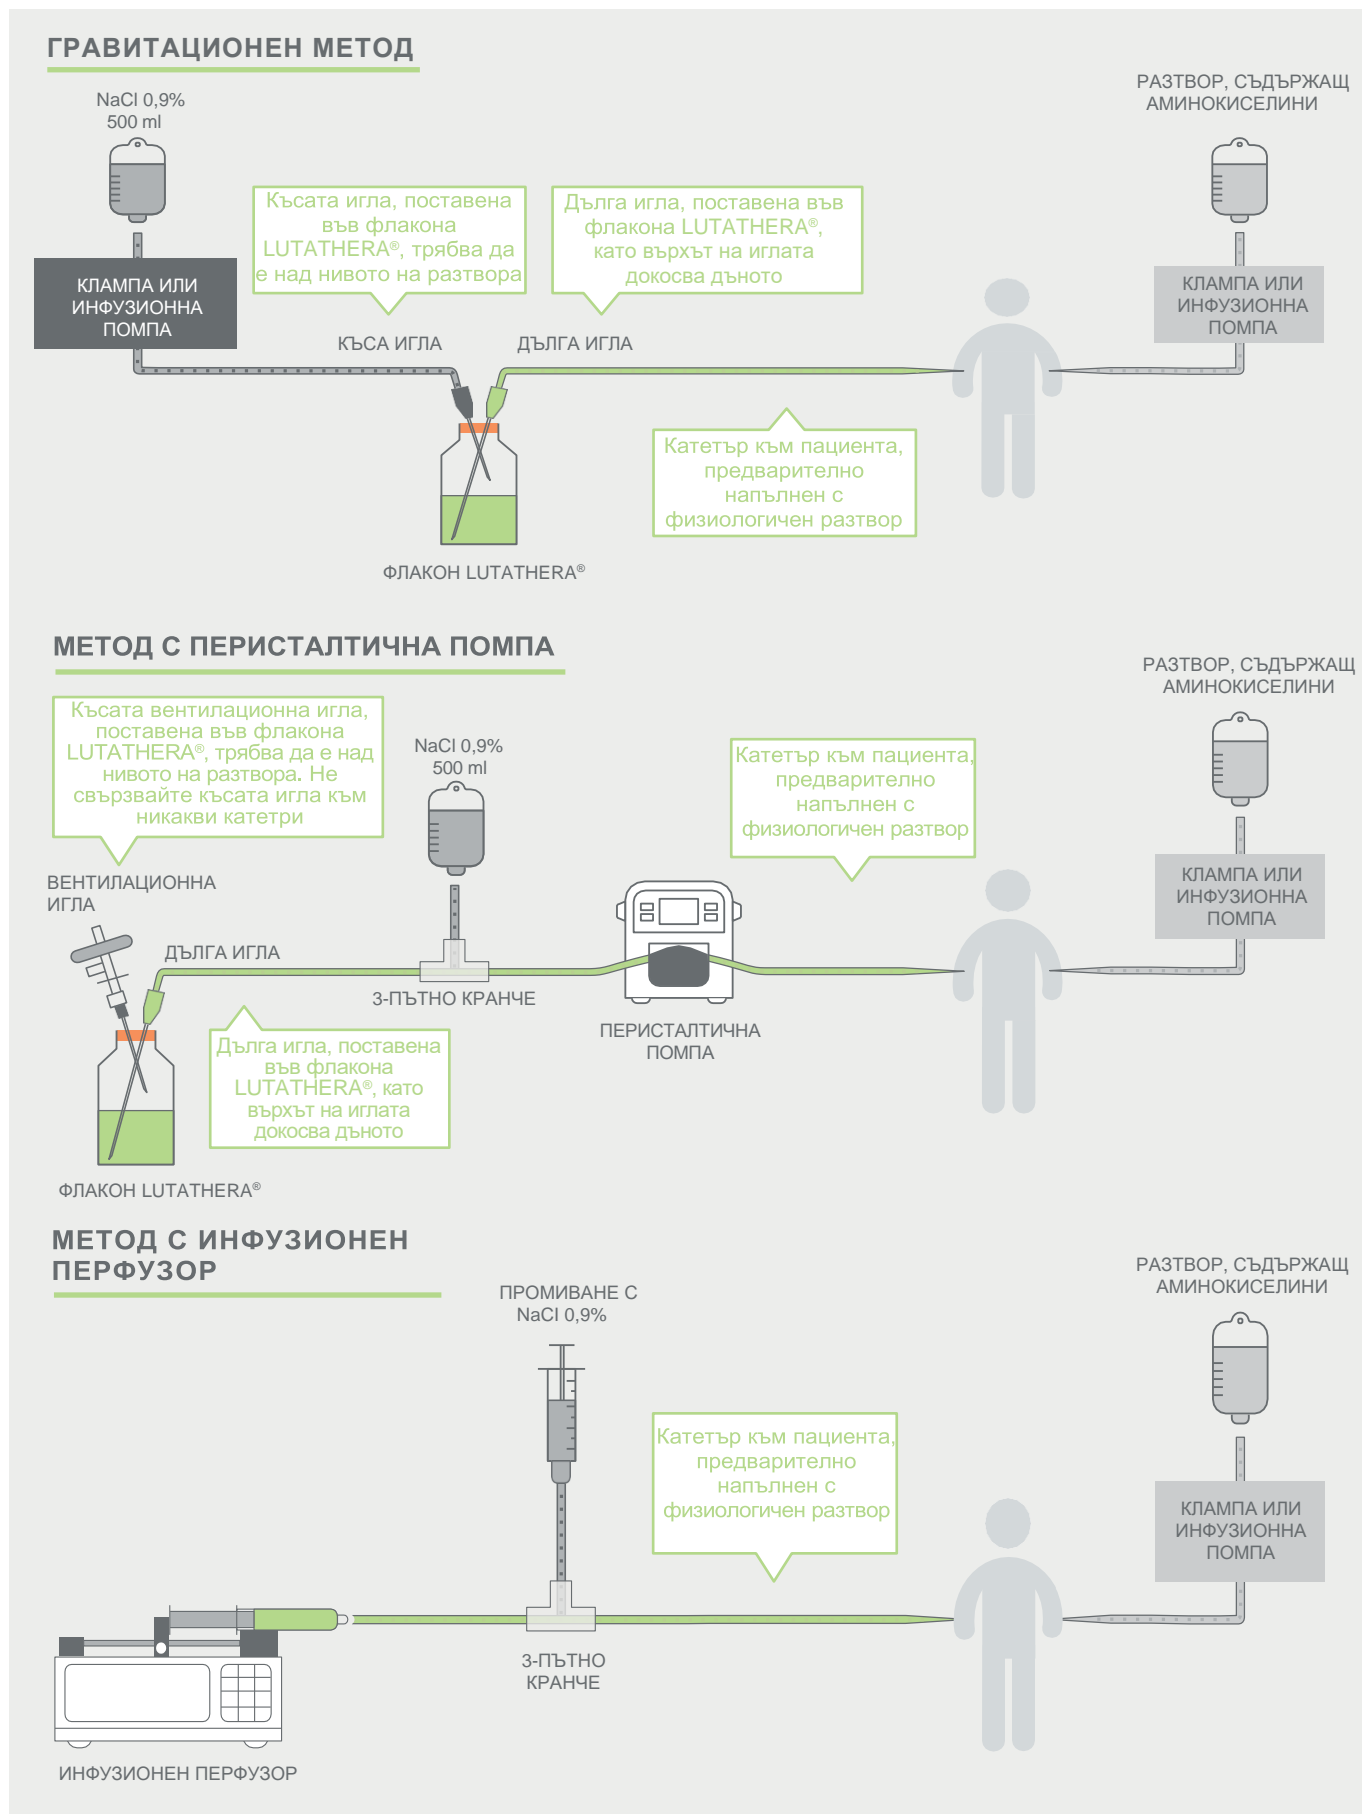 ГРАВИТАЦИОНЕН МЕТОД
NaCl 0,9%
500 ml
РАЗТВОР, СЪДЪРЖАЩ
АМИНОКИСЕЛИНИ
Късата игла, поставена
във флакона
LUTATHERA®, трябва да
е над нивото на разтвора
Дълга игла, поставена във
флакона LUTATHERA®,
като върхът на иглата
докосва дъното
КЛАМПА ИЛИ
ИНФУЗИОННА
ПОМПА
КЛАМПА ИЛИ
ИНФУЗИОННА
ПОМПА
КЪСА ИГЛА
ДЪЛГА ИГЛА
Катетър към пациента,
предварително
напълнен с
физиологичен разтвор
ФЛАКОН LUTATHERA®
МЕТОД С ПЕРИСТАЛТИЧНА ПОМПА
РАЗТВОР, СЪДЪРЖАЩ
АМИНОКИСЕЛИНИ
Късата вентилационна игла,
поставена във флакона
LUTATHERA®, трябва да е над
нивото на разтвора. Не
свързвайте късата игла към
никакви катетри
NaCl 0,9%
500 ml
Катетър към пациента,
предварително
напълнен с
физиологичен разтвор
ВЕНТИЛАЦИОННА
ИГЛА
КЛАМПА ИЛИ
ИНФУЗИОННА
ПОМПА
ДЪЛГА ИГЛА
3-ПЪТНО КРАНЧЕ
ПЕРИСТАЛТИЧНА
ПОМПА
Дълга игла, поставена
във флакона
LUTATHERA®, като
върхът на иглата
докосва дъното
ФЛАКОН LUTATHERA®
МЕТОД С ИНФУЗИОНЕН
ПЕРФУЗОР
РАЗТВОР, СЪДЪРЖАЩ
АМИНОКИСЕЛИНИ
ПРОМИВАНЕ С
NaCl 0,9%
Катетър към пациента,
предварително
напълнен с
физиологичен разтвор
КЛАМПА ИЛИ
ИНФУЗИОННА
ПОМПА
3-ПЪТНО
КРАНЧЕ
ИНФУЗИОНЕН ПЕРФУЗОР